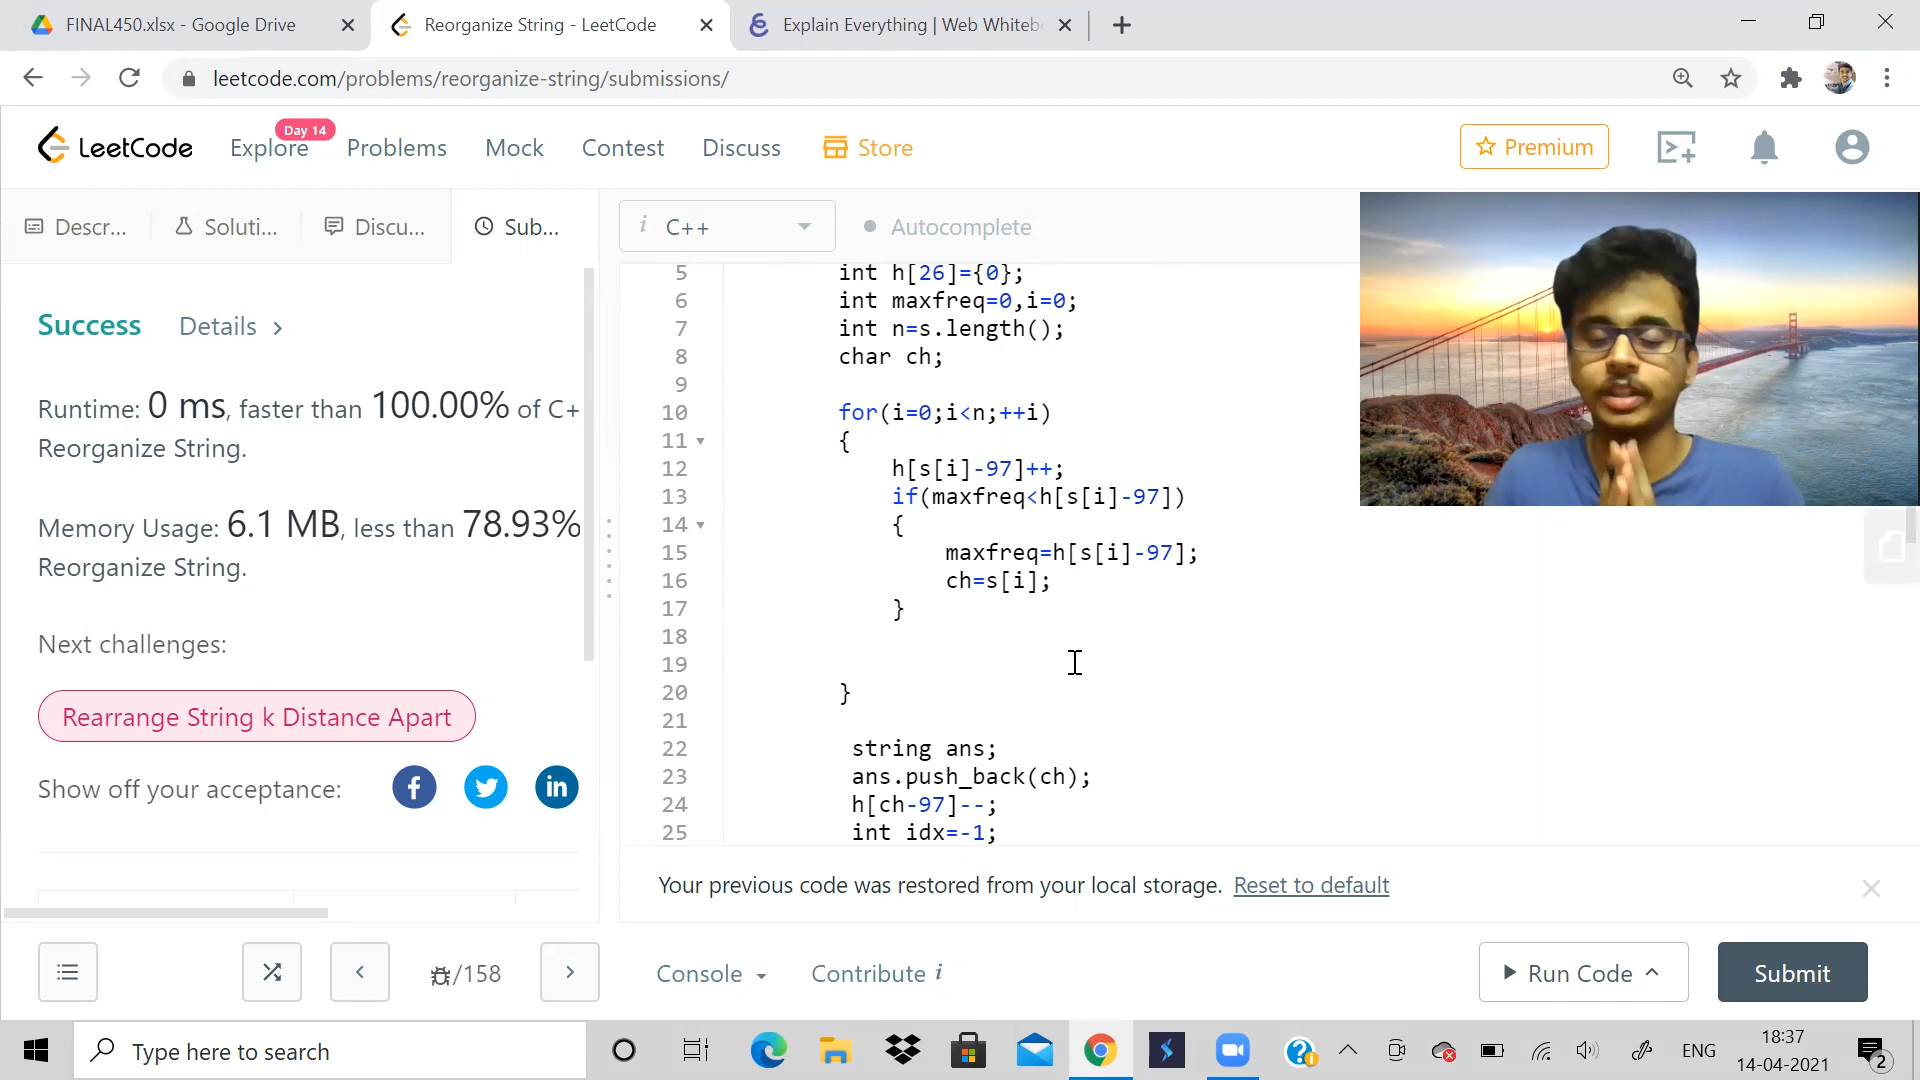 FINAL450.xlsx - Google Drive
Reorganize String - LeetCode
Explain Everything | Web Whitebo
leetcode.com/problems/reorganize-string/submissions/
LeetCode
Explore
Day 14
Problems
Mock
Contest
Discuss
Store
Premium
Descr...
Soluti...
Discu...
Sub...
i C++
Autocomplete
Success Details
Runtime: 0 ms, faster than 100.00% of C+
Reorganize String.
Memory Usage: 6.1 MB, less than 78.93%
Reorganize String.
Next challenges:
Rearrange String k Distance Apart
Show off your acceptance:
5 int h[26]={0};
6 int maxfreq=0,i=0;
7 int n=s.length();
8 char ch;
9
10 for(i=0;i<n;++i)
11 {
12 h[s[i]-97]++;
13 if(maxfreq<h[s[i]-97])
14 {
15 maxfreq=h[s[i]-97];
16 ch=s[i];
17 }
18
19
20 }
21
22 string ans;
23 ans.push_back(ch);
24 h[ch-97]--;
25 int idx=-1;
Your previous code was restored from your local storage. Reset to default
/158
Console
Contribute i
Run Code
Submit
Type here to search
ENG
18:37
14-04-2021
2